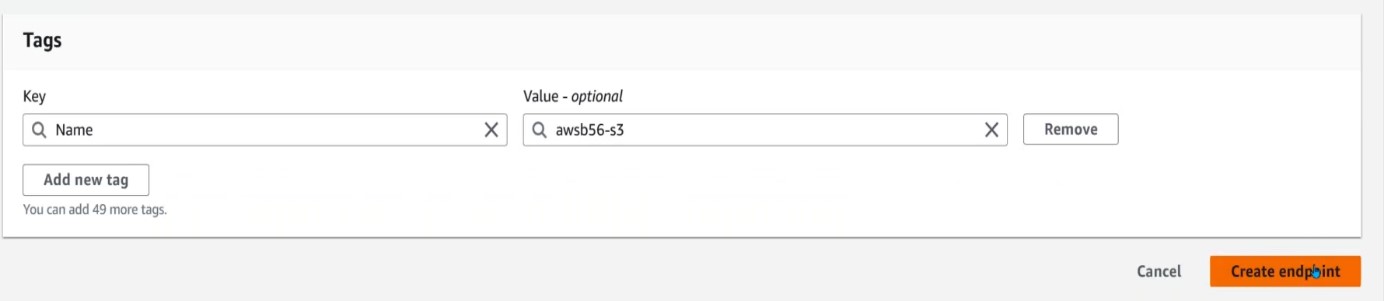 Tags
Key
Value - optional
Name
awsb56-s3
Remove
Add new tag
You can add 49 more tags.
Cancel
Create endpoint